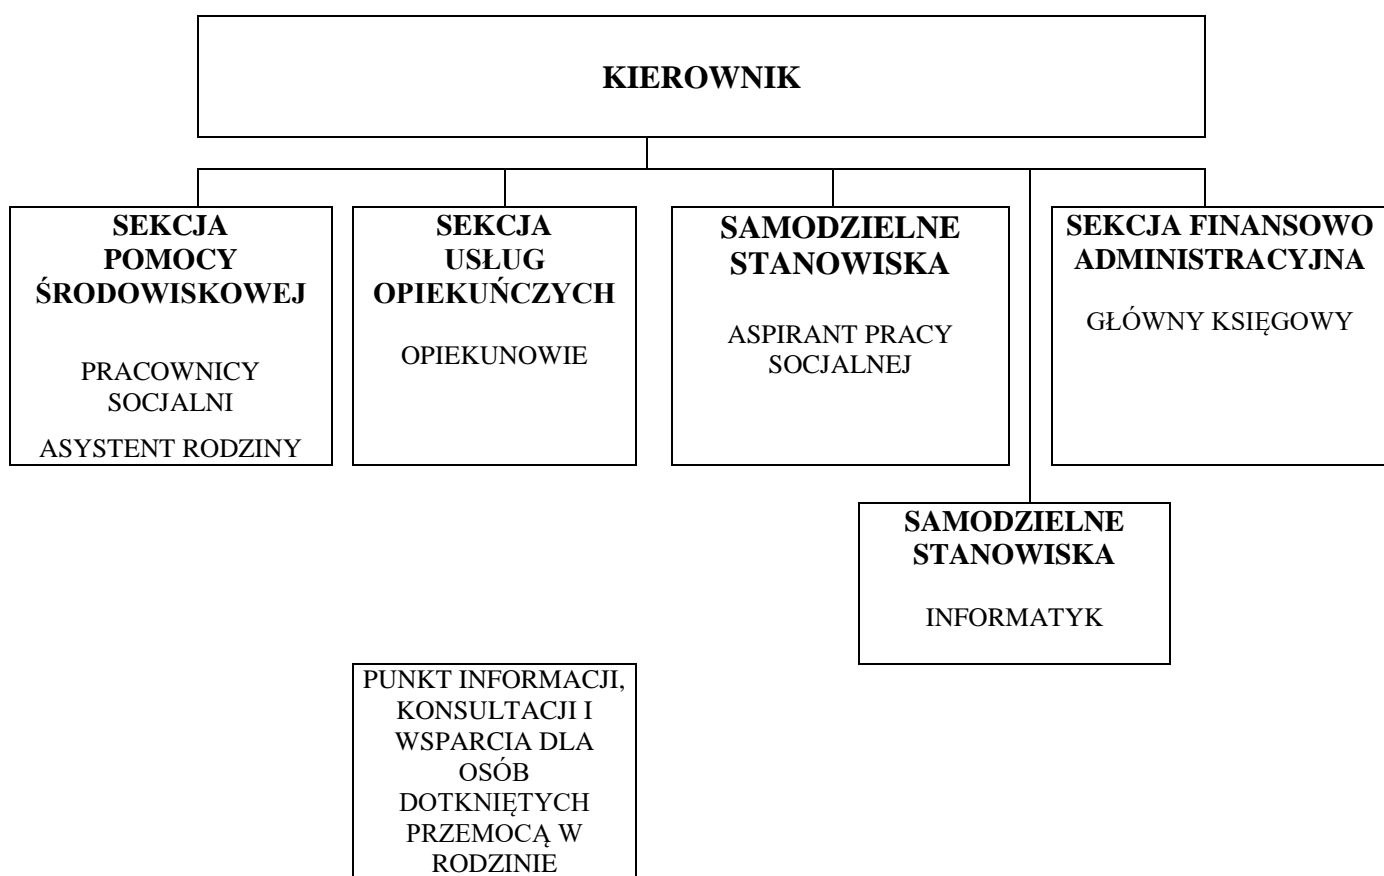 KIEROWNIK
SEKCJA
POMOCY
ŚRODOWISKOWEJ
PRACOWNICY
SOCJALNI
ASYSTENT RODZINY
SEKCJA
USŁUG
OPIEKUŃCZYCH
OPIEKUNOWIE
SAMODZIELNE
STANOWISKA
ASPIRANT PRACY
SOCJALNEJ
SEKCJA FINANSOWO
ADMINISTRACYJNA
GŁÓWNY KSIĘGOWY
SAMODZIELNE
STANOWISKA
INFORMATYK
PUNKT INFORMACJI,
KONSULTACJI I
WSPARCIA DLA
OSÓB
DOTKNIĘTYCH
PRZEMOCĄ W
RODZINIE